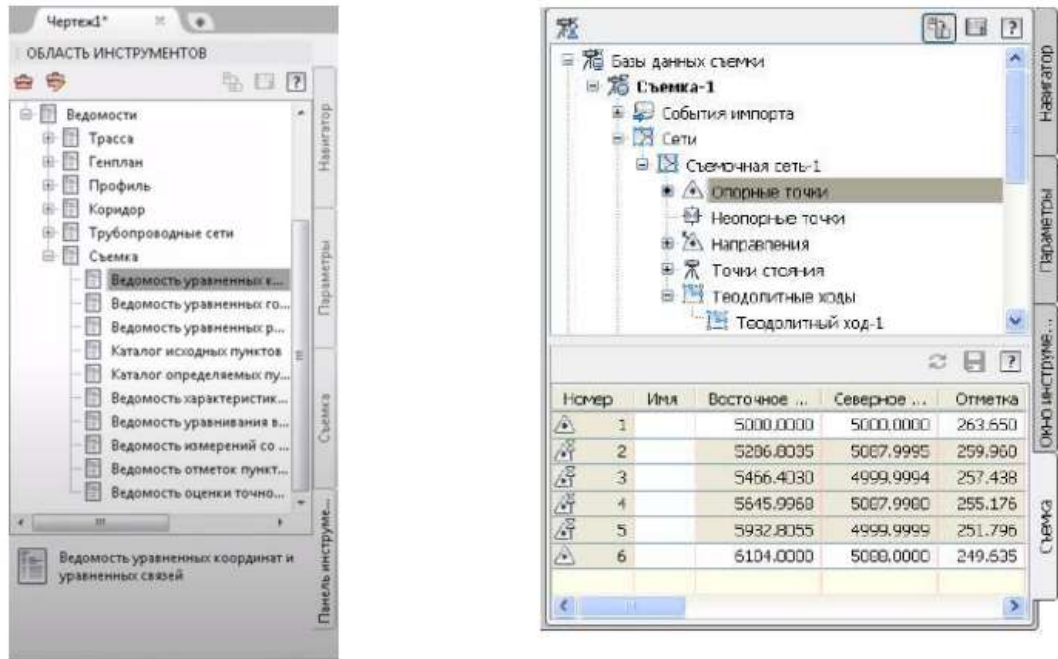 Чертеж1*
ОБЛАСТЬ ИНСТРУМЕНТОВ
Ведомости
Трасса
Генплан
Профиль
Коридор
Трубопроводные сети
Съемка
Ведомость уравненных к...
Ведомость уравненных го...
Ведомость уравненных р...
Каталог исходных пунктов
Каталог определяемых пу...
Ведомость характеристик...
Ведомость уравнивания в...
Ведомость измерений со ...
Ведомость отметок пункт...
Ведомость оценки точно...
Ведомость уравненных координат и
уравненных связей
Навигатор
Параметры
Съемка
Панель инструме...
Базы данных съемки
Съемка-1
События импорта
Сети
Съемочная сеть-1
Опорные точки
Неопорные точки
Направления
Точки стояния
Теодолитные ходы
Теодолитный ход-1
Номер Имя Восточное ... Северное ... Отметка
1 5000.0000 5000.0000 263.650
2 5286.8035 5087.9995 259.960
3 5466.4030 4999.9994 257.438
4 5645.9968 5087.9980 255.176
5 5932.8055 4999.9999 251.796
6 6104.0000 5088.0000 249.635
Навигатор
Параметры
Окно инструме...
Съемка